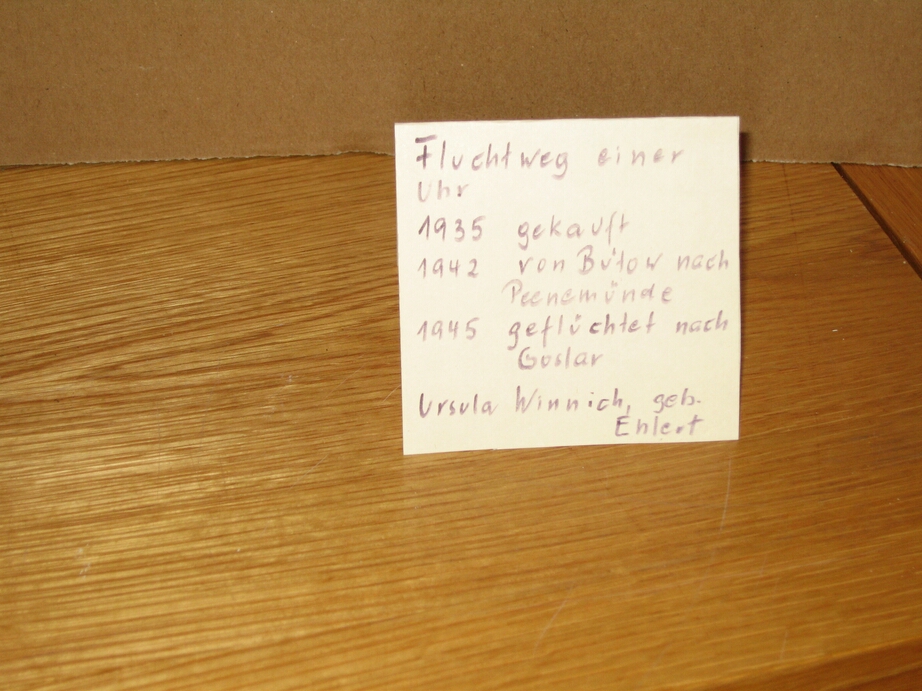 Fluchtweg einer
Uhr
1935 gekauft
1942 von Bütow nach
Peenemünde
1945 geflüchtet nach
Goslar
Ursula Winnich, geb.
Ehlert